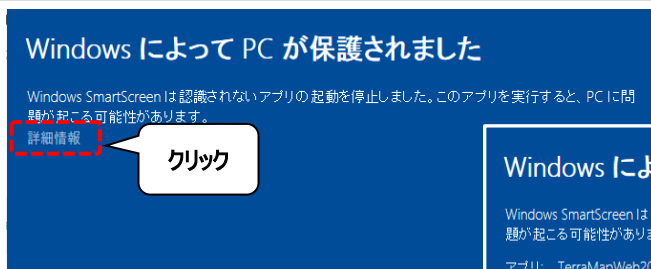 Windows によって PC が保護されました
Windows SmartScreen は認識されないアプリの起動を停止しました。このアプリを実行すると、PC に問
題が起こる可能性があります。
詳細情報
クリック
Windows によ
Windows SmartScreen は
題が起こる可能性がありま
アプリ: TerraMapWeb20